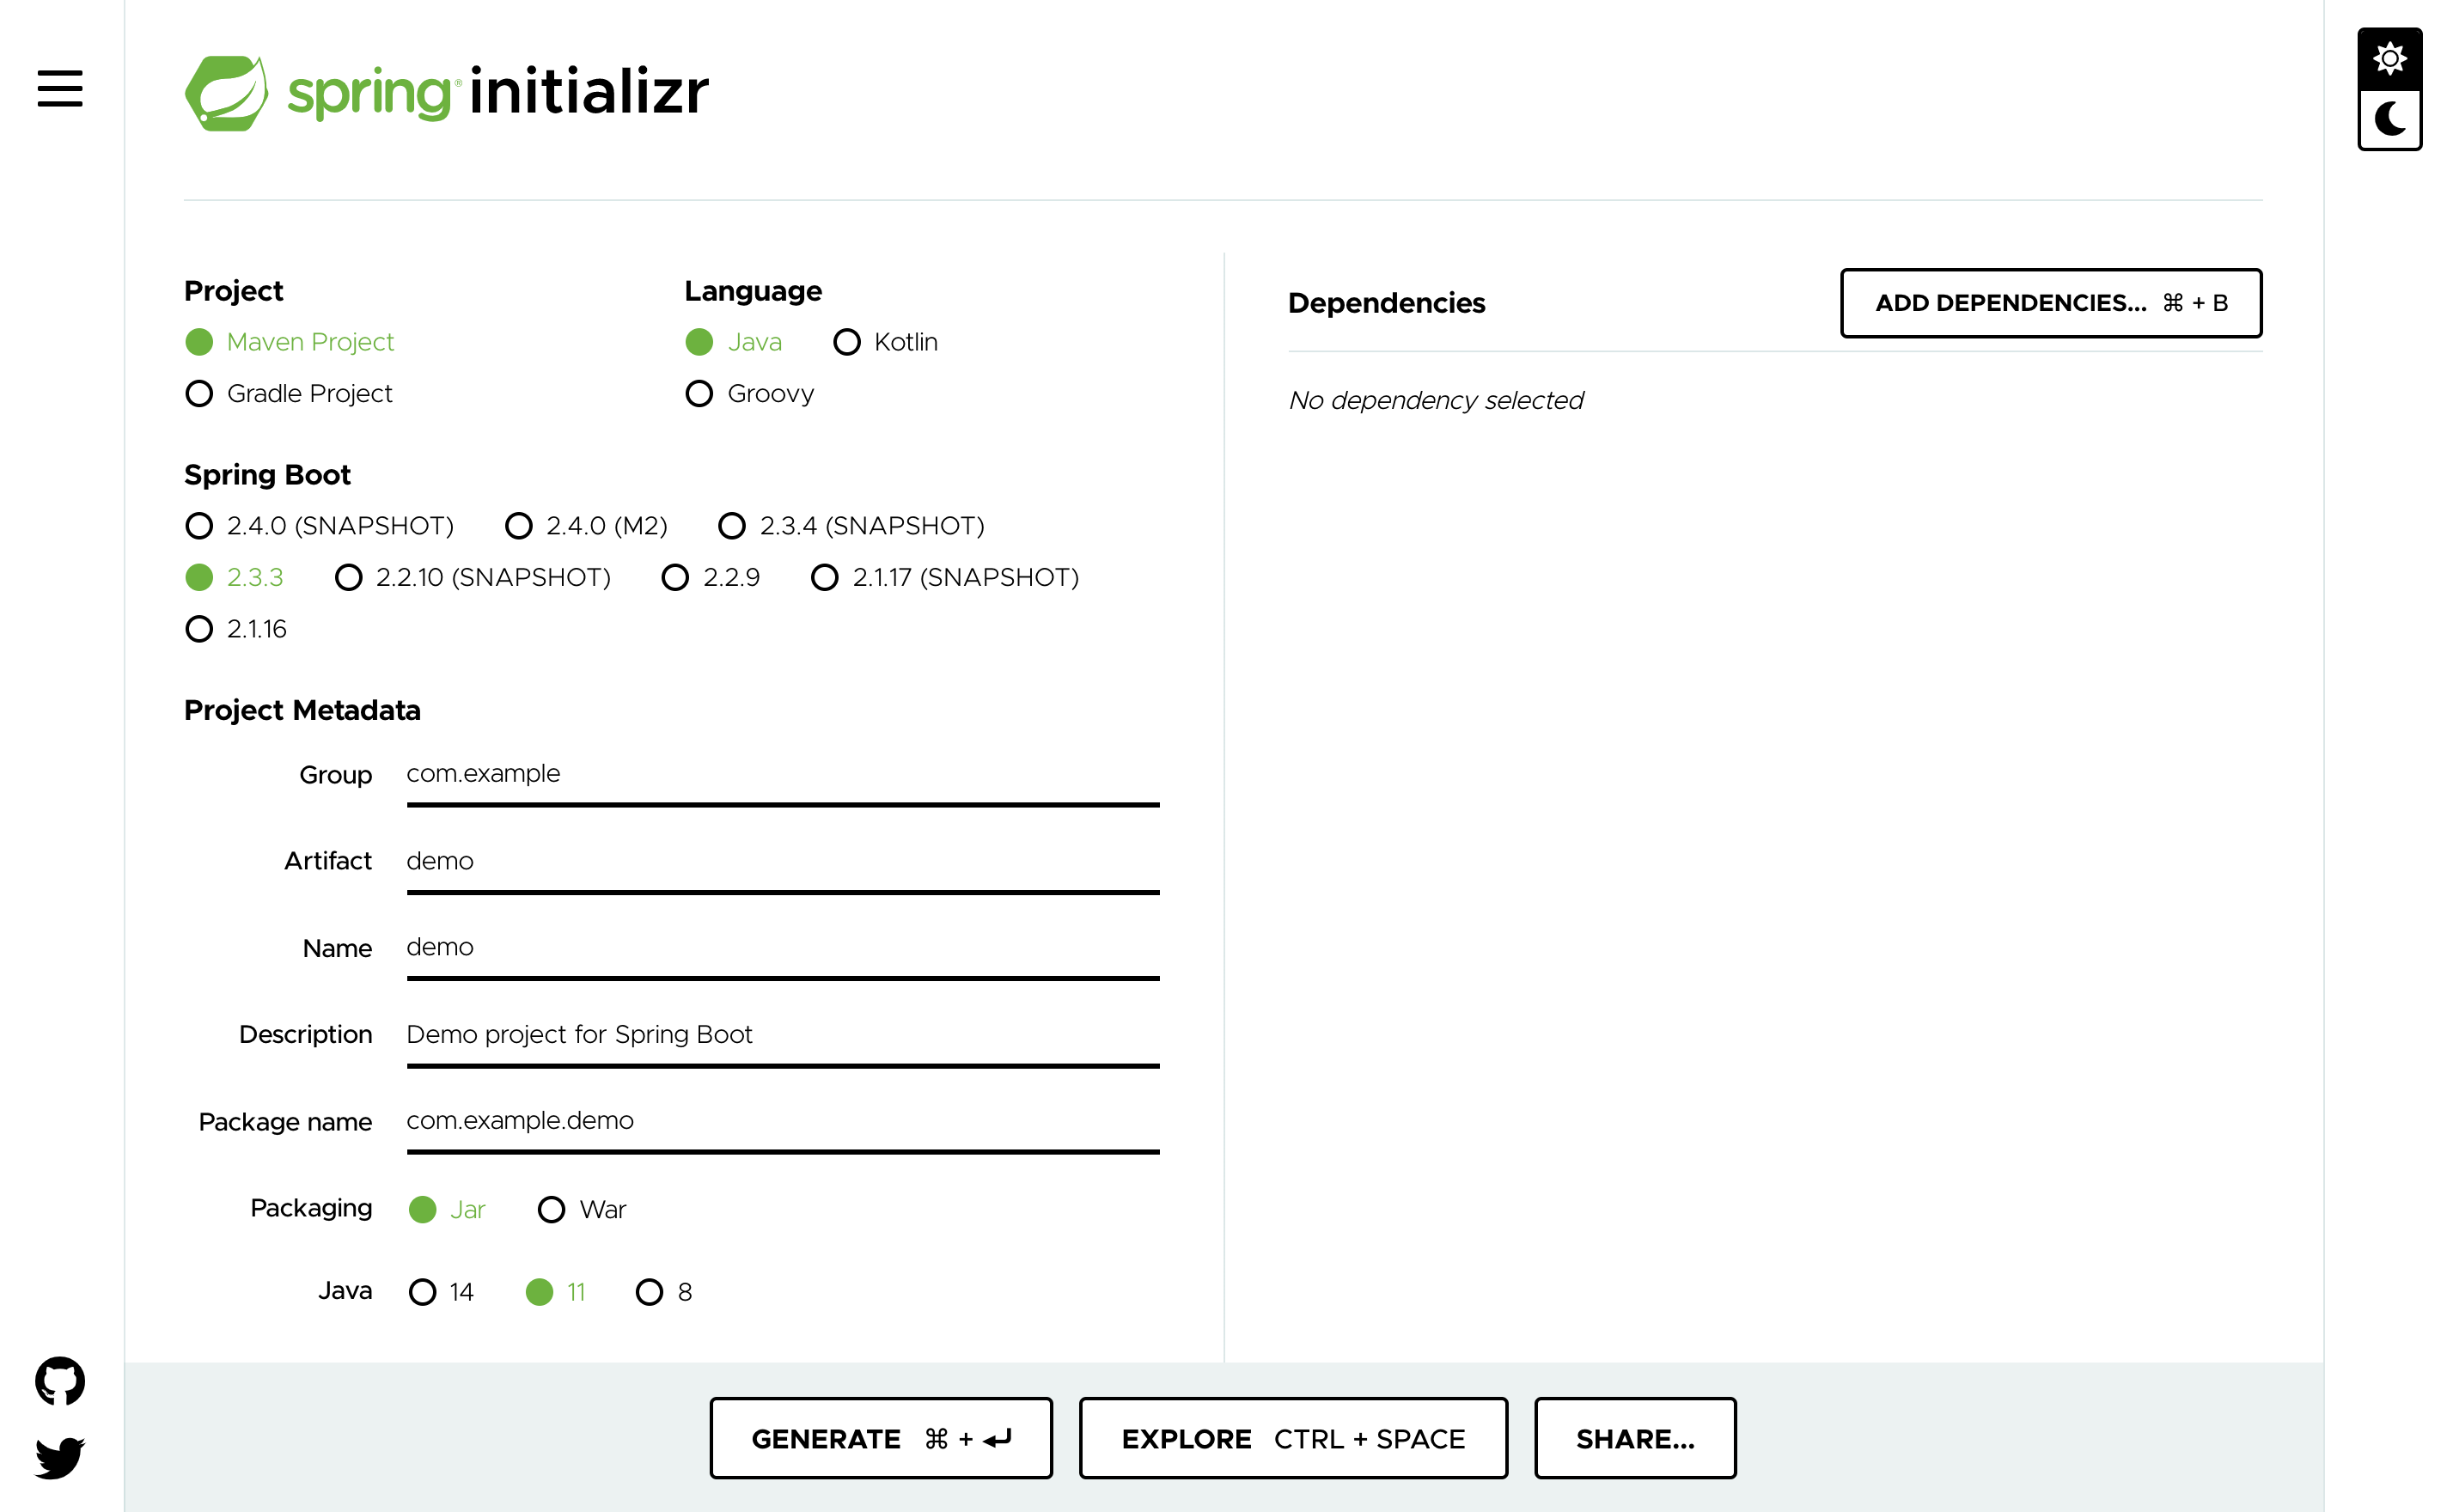 spring® initializr
Project
Maven Project
Gradle Project
Language
Java Kotlin
Groovy
Spring Boot
2.4.0 (SNAPSHOT) 2.4.0 (M2) 2.3.4 (SNAPSHOT)
2.3.3 2.2.10 (SNAPSHOT) 2.2.9 2.1.17 (SNAPSHOT)
2.1.16
Project Metadata
Group com.example
Artifact demo
Name demo
Description Demo project for Spring Boot
Package name com.example.demo
Packaging Jar War
Java 14 11 8
Dependencies
ADD DEPENDENCIES... ⌘ + B
No dependency selected
GENERATE ⌘ + ⏎
EXPLORE CTRL + SPACE
SHARE...